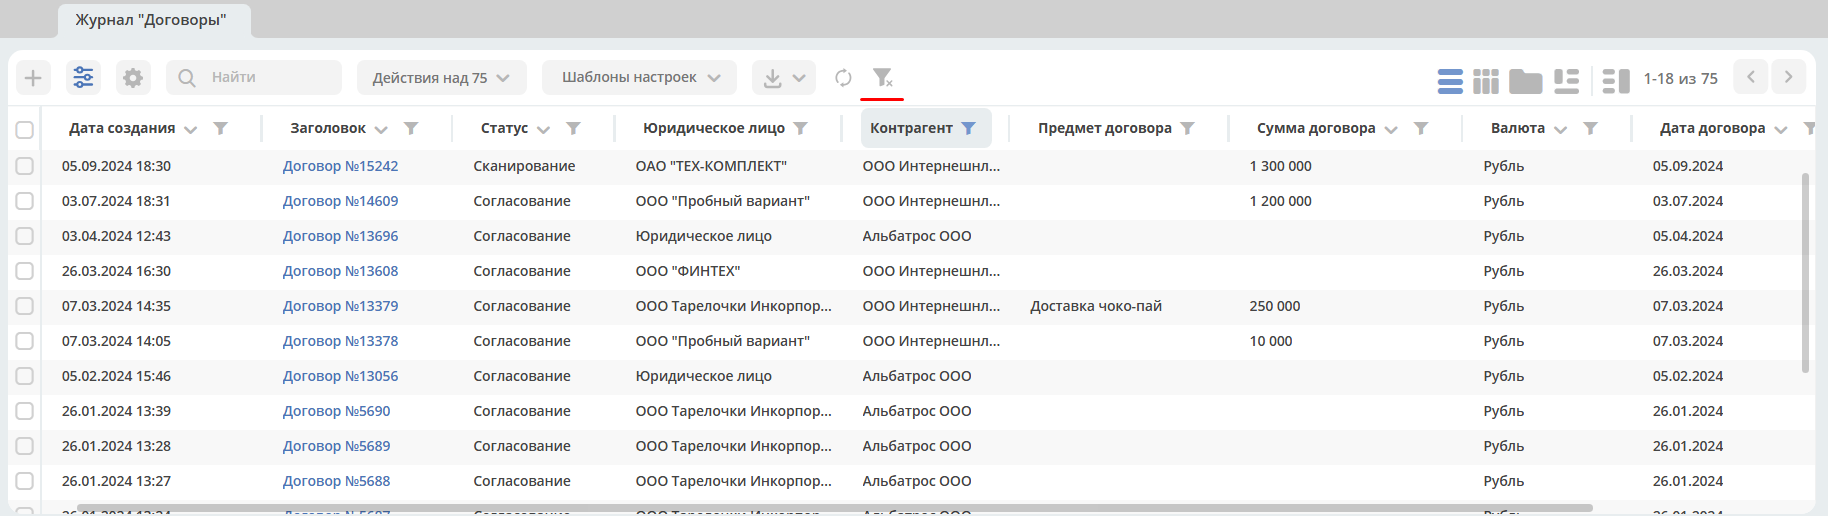 Журнал "Договоры"
Найти Действия над 75 Шаблоны настроек 1-18 из 75
Дата создания Заголовок Статус Юридическое лицо Контрагент Предмет договора Сумма договора Валюта Дата договора
05.09.2024 18:30 Договор №15242 Сканирование ОАО "ТЕХ-КОМПЛЕКТ" ООО Интернешнл... 1 300 000 Рубль 05.09.2024
03.07.2024 18:31 Договор №14609 Согласование ООО "Пробный вариант" ООО Интернешнл... 1 200 000 Рубль 03.07.2024
03.04.2024 12:43 Договор №13696 Согласование Юридическое лицо Альбатрос ООО Рубль 05.04.2024
26.03.2024 16:30 Договор №13608 Согласование ООО "ФИНТЕХ" ООО Интернешнл... Рубль 26.03.2024
07.03.2024 14:35 Договор №13379 Согласование ООО Тарелочки Инкорпор... ООО Интернешнл... Доставка чоко-пай 250 000 Рубль 07.03.2024
07.03.2024 14:05 Договор №13378 Согласование ООО "Пробный вариант" ООО Интернешнл... 10 000 Рубль 07.03.2024
05.02.2024 15:46 Договор №13056 Согласование Юридическое лицо Альбатрос ООО Рубль 05.02.2024
26.01.2024 13:39 Договор №5690 Согласование ООО Тарелочки Инкорпор... Альбатрос ООО Рубль 26.01.2024
26.01.2024 13:28 Договор №5689 Согласование ООО Тарелочки Инкорпор... Альбатрос ООО Рубль 26.01.2024
26.01.2024 13:27 Договор №5688 Согласование ООО Тарелочки Инкорпор... Альбатрос ООО Рубль 26.01.2024